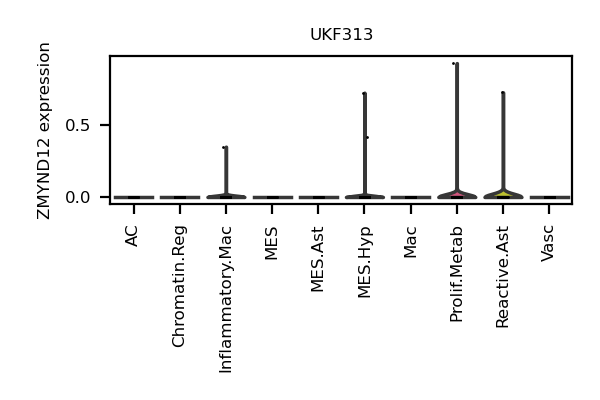 UKF313
ZMYND12 expression
0.5
0.0
AC
Chromatin.Reg
Inflammatory.Mac
MES
MES.Ast
MES.Hyp
Mac
Prolif.Metab
Reactive.Ast
Vasc